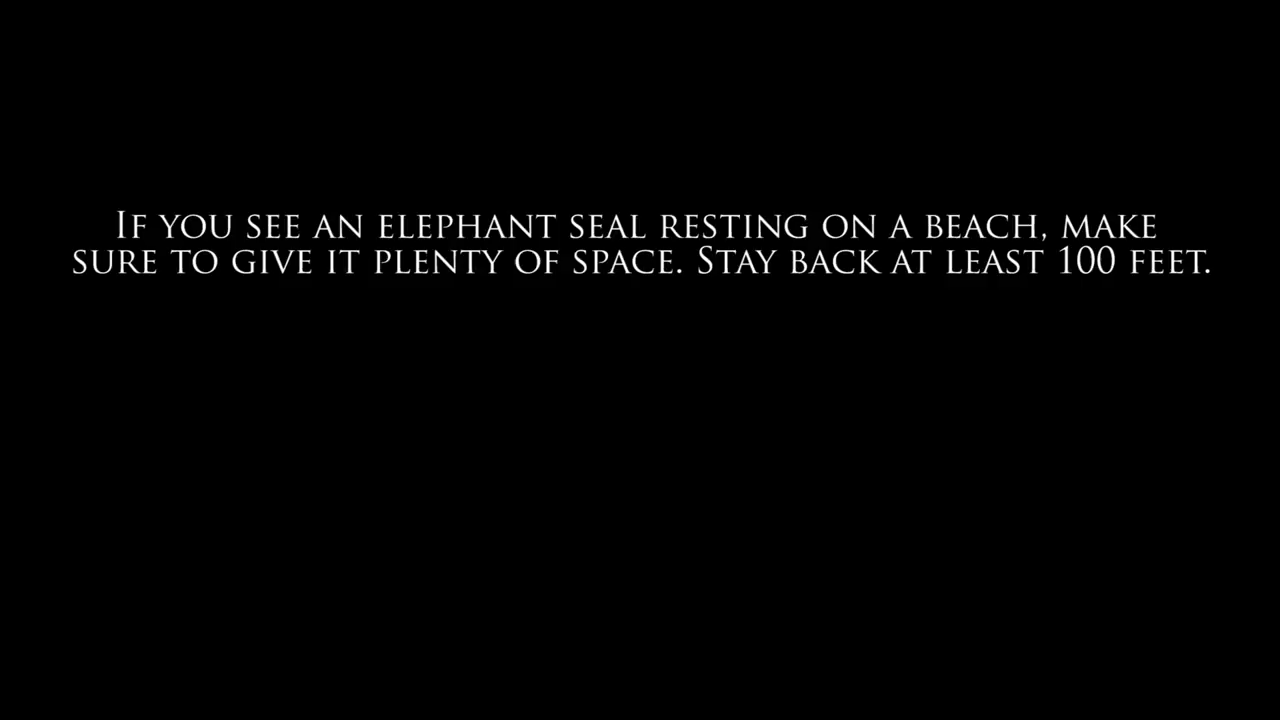 If you see an elephant seal resting on a beach, make
sure to give it plenty of space. Stay back at least 100 feet.